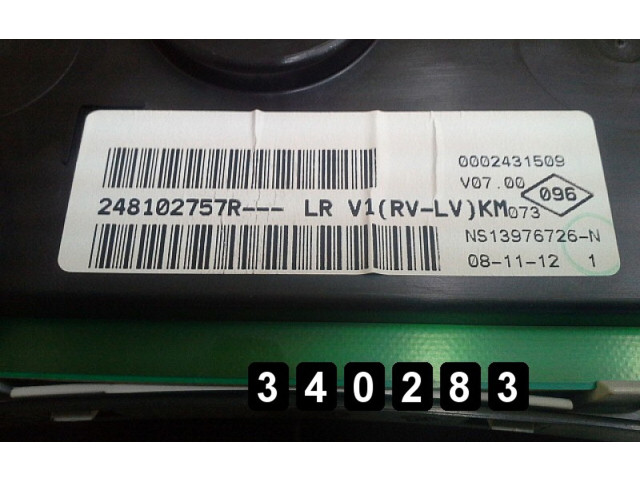 0002431509
V07.00
096
248102757R--- LR V1(RV-LV)KM073
NS13976726-N
08-11-12 1
340283